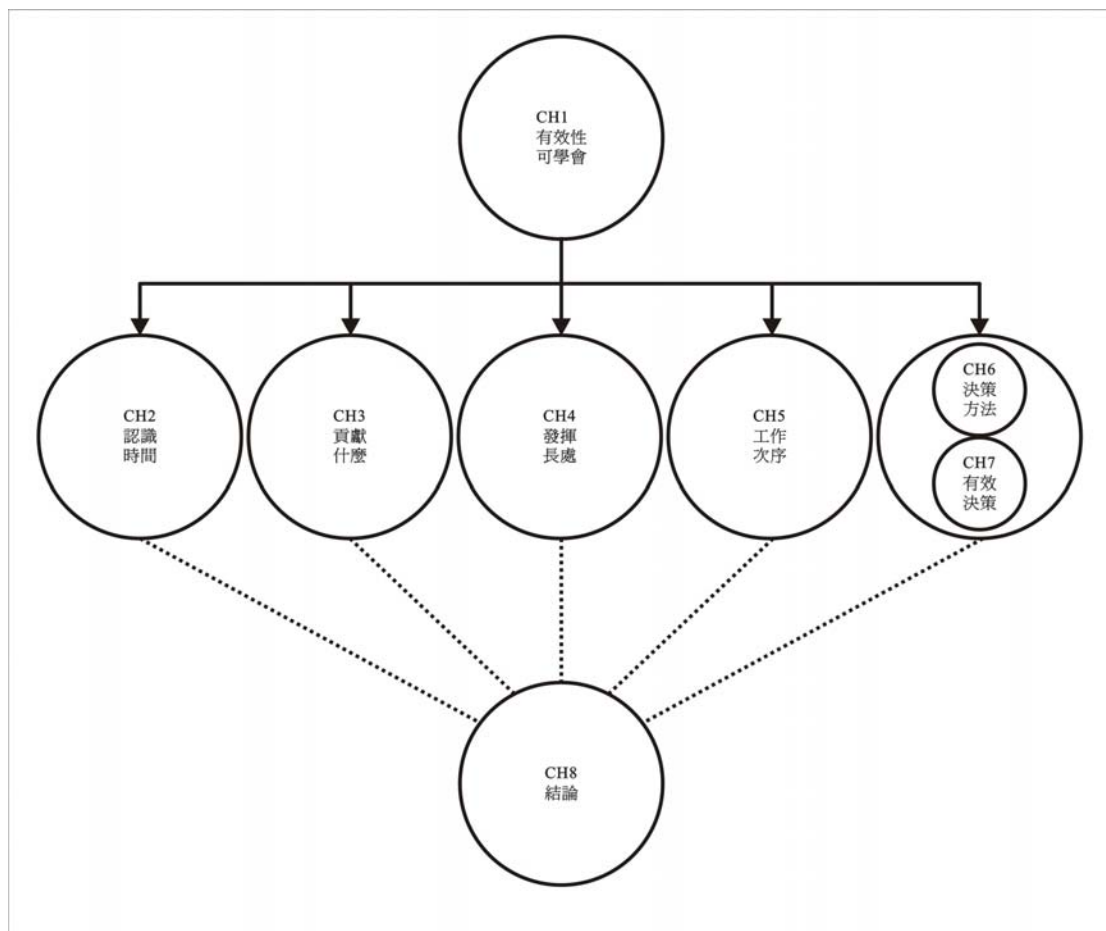 CH1
有效性
可學會
CH2
認識
時間
CH3
貢獻
什麼
CH4
發揮
長處
CH5
工作
次序
CH6
決策
方法
CH7
有效
決策
CH8
結論